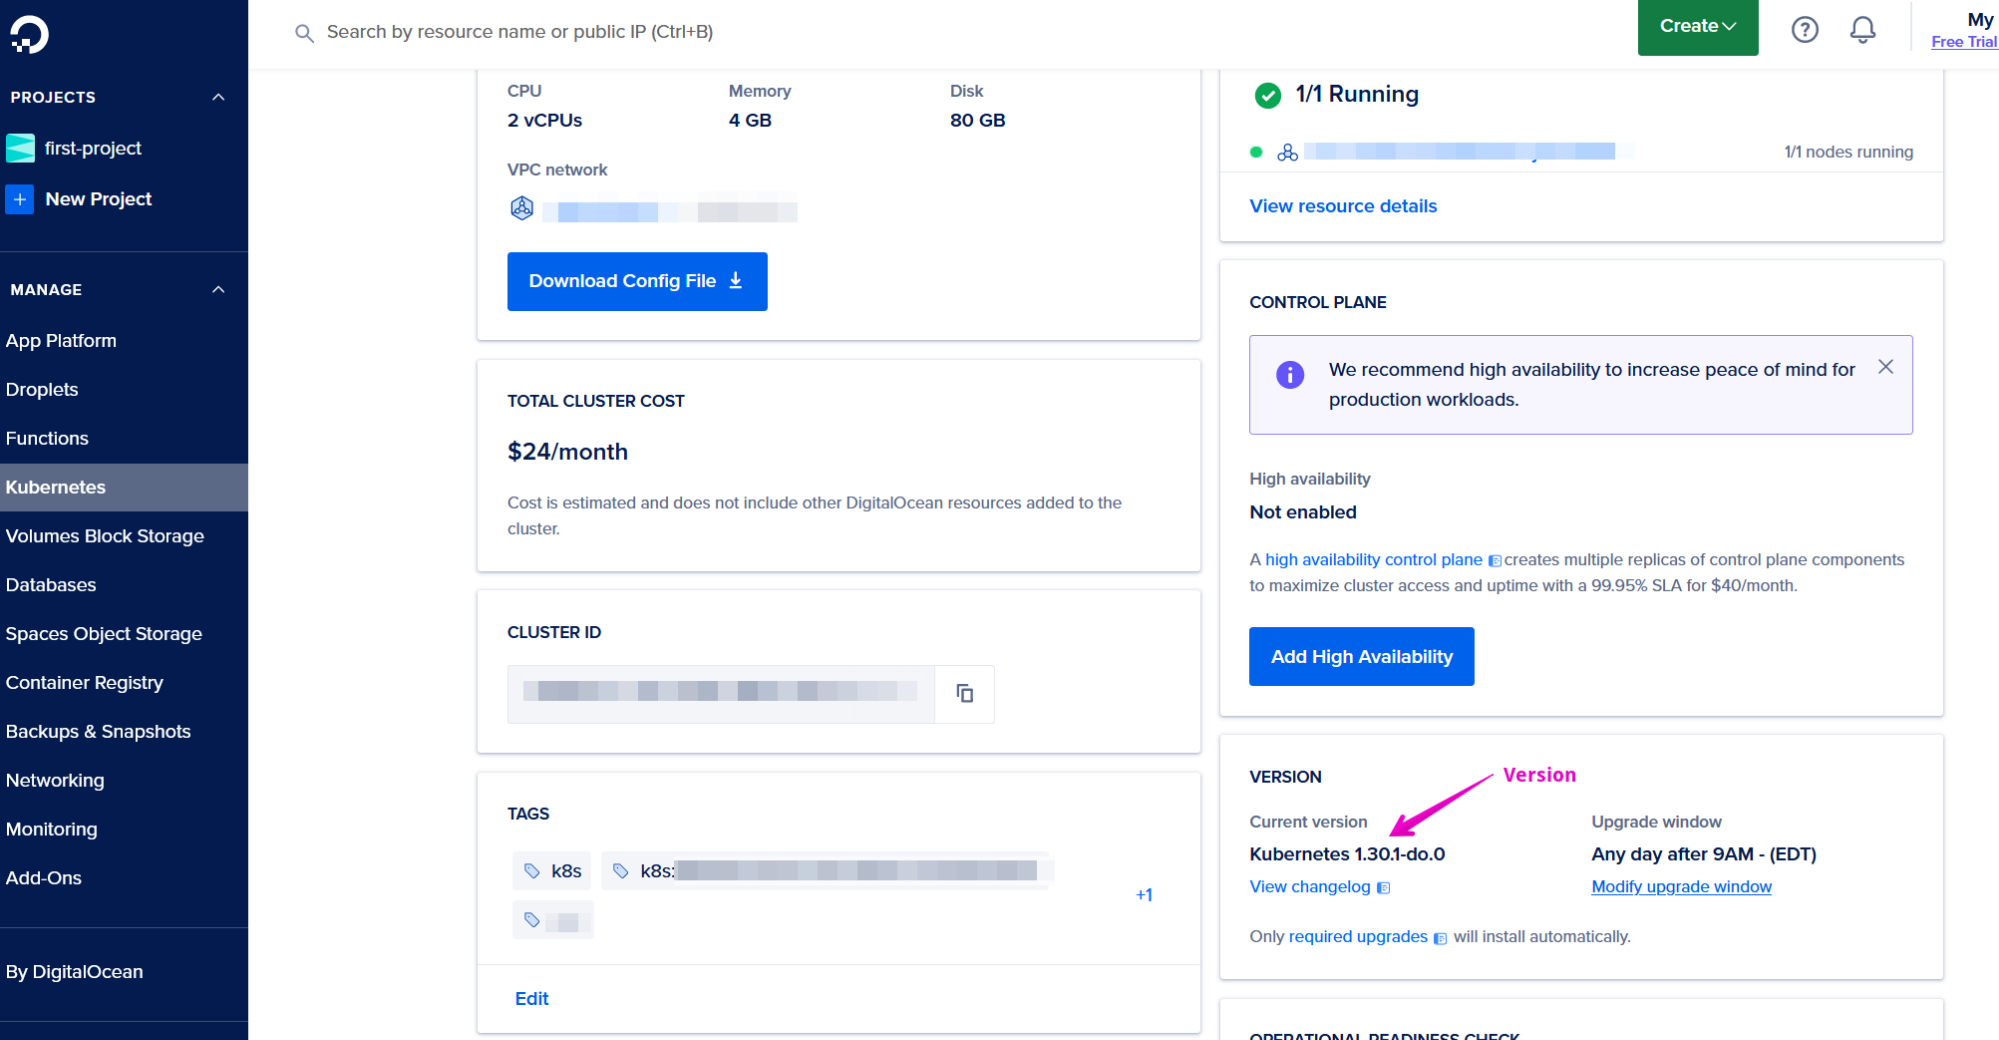 Search by resource name or public IP (Ctrl+B)
Create
My
Free Trial
PROJECTS
first-project
New Project
MANAGE
App Platform
Droplets
Functions
Kubernetes
Volumes Block Storage
Databases
Spaces Object Storage
Container Registry
Backups & Snapshots
Networking
Monitoring
Add-Ons
By DigitalOcean
CPU
Memory
Disk
2 vCPUs
4 GB
80 GB
VPC network
Download Config File
TOTAL CLUSTER COST
$24/month
Cost is estimated and does not include other DigitalOcean resources added to the
cluster.
CLUSTER ID
TAGS
k8s
k8s:
+1
Edit
1/1 Running
1/1 nodes running
View resource details
CONTROL PLANE
We recommend high availability to increase peace of mind for
production workloads.
High availability
Not enabled
A high availability control plane creates multiple replicas of control plane components
to maximize cluster access and uptime with a 99.95% SLA for $40/month.
Add High Availability
VERSION
Version
Current version
Upgrade window
Kubernetes 1.30.1-do.0
Any day after 9AM - (EDT)
View changelog
Modify upgrade window
Only required upgrades will install automatically.
OPERATIONAL READINESS CHECK